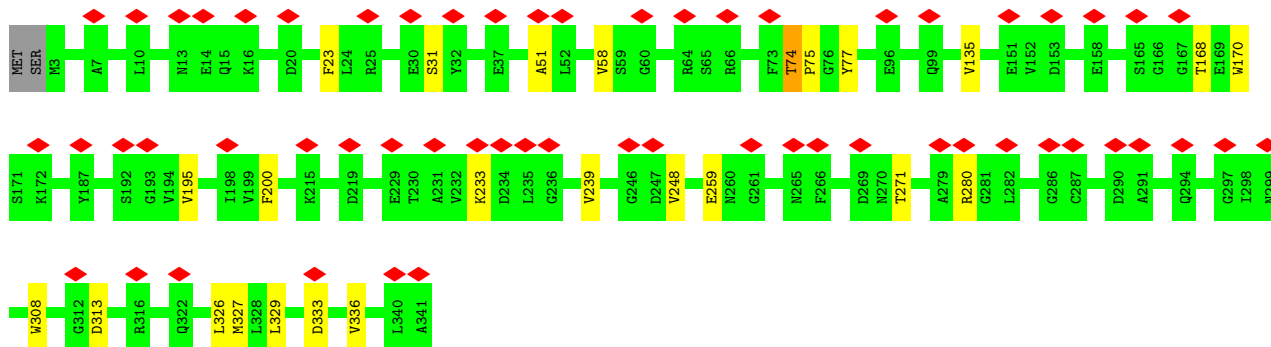 MET SER M3 A7 L10 N13 E14 Q15 K16 D20 F23 L24 R25 E30 S31 Y32 E37 A51 L52 V58 S59 G60 R64 S65 R66 F73 T74 P75 G76 Y77 E96 Q99 V135 E151 V152 D153 E158 S165 G166 G167 T168 E169 W170
S171 K172 Y187 S192 G193 V194 V195 I198 V199 F200 K215 D219 E229 T230 A231 V232 K233 D234 L235 G236 V239 G246 D247 V248 E259 N260 G261 N265 F266 D269 N270 T271 A279 R280 G281 L282 G286 C287 D290 A291 Q294 G297 I298 N299
W308 G312 D313 R316 Q322 L326 M327 L328 L329 D333 V336 L340 A341